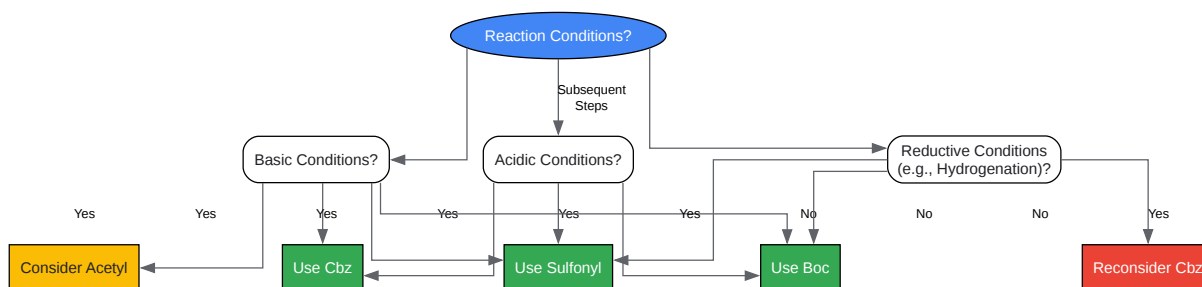 Reaction Conditions?
Subsequent
Steps
Basic Conditions?
Acidic Conditions?
Reductive Conditions
(e.g., Hydrogenation)?
Yes
Yes
Yes
Yes
Yes
Yes
No
No
No
Yes
Consider Acetyl
Use Cbz
Use Sulfonyl
Use Boc
Reconsider Cbz